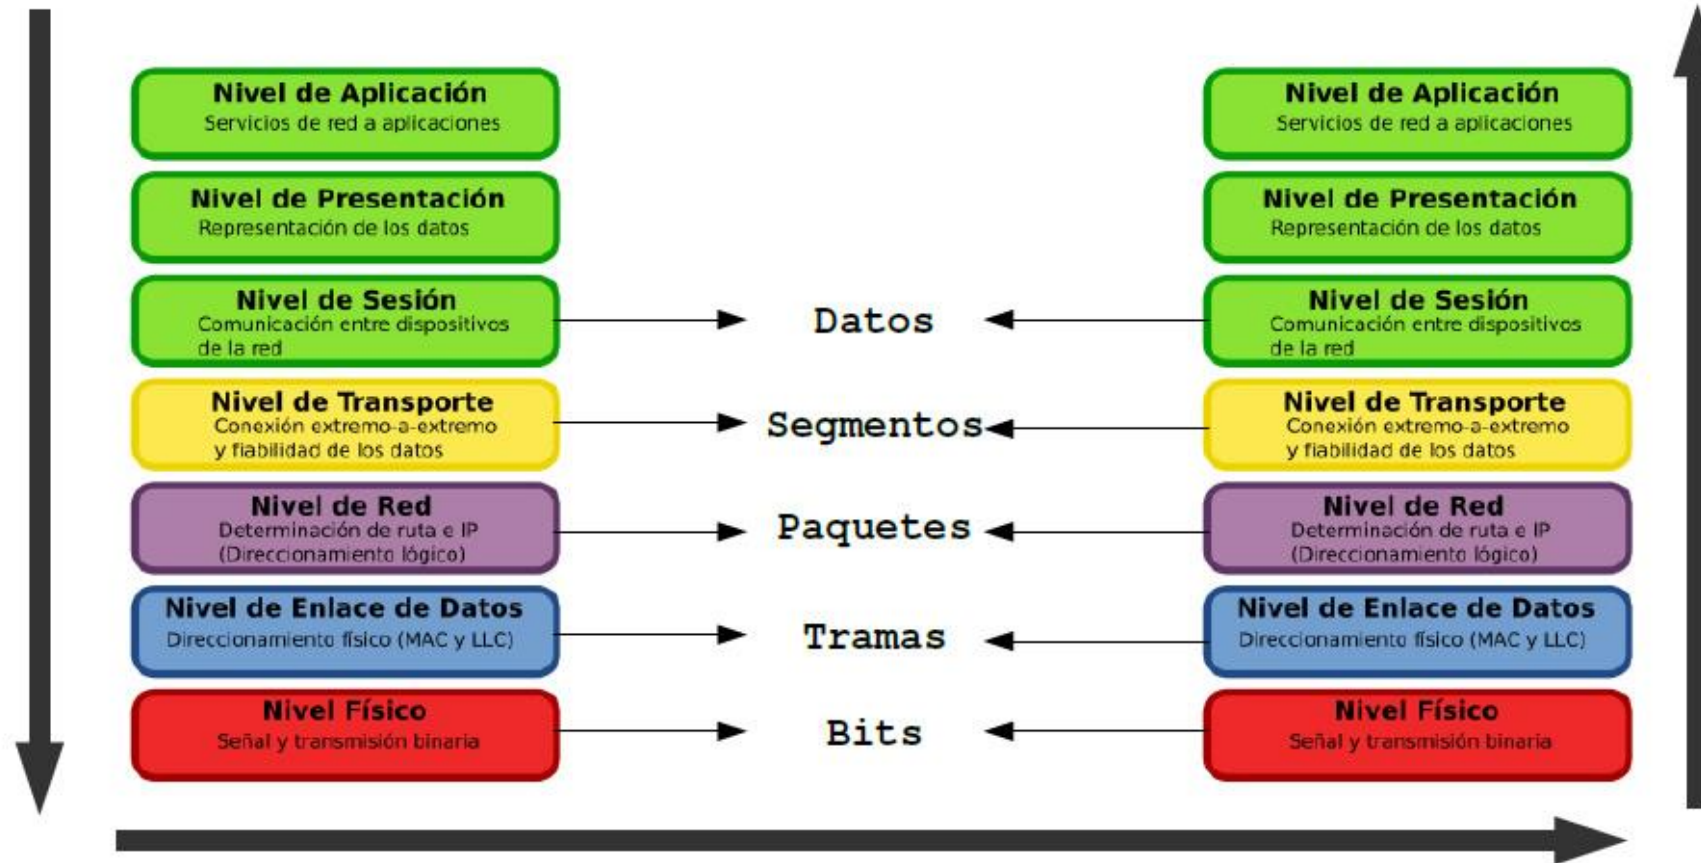 Nivel de Aplicación
Servicios de red a aplicaciones
Nivel de Presentación
Representación de los datos
Nivel de Sesión
Comunicación entre dispositivos
de la red
Nivel de Transporte
Conexión extremo-a-extremo
y fiabilidad de los datos
Nivel de Red
Determinación de ruta e IP
(Direccionamiento lógico)
Nivel de Enlace de Datos
Direccionamiento físico (MAC y LLC)
Nivel Físico
Señal y transmisión binaria
Datos
Segmentos
Paquetes
Tramas
Bits
Nivel de Aplicación
Servicios de red a aplicaciones
Nivel de Presentación
Representación de los datos
Nivel de Sesión
Comunicación entre dispositivos
de la red
Nivel de Transporte
Conexión extremo-a-extremo
y fiabilidad de los datos
Nivel de Red
Determinación de ruta e IP
(Direccionamiento lógico)
Nivel de Enlace de Datos
Direccionamiento físico (MAC y LLC)
Nivel Físico
Señal y transmisión binaria